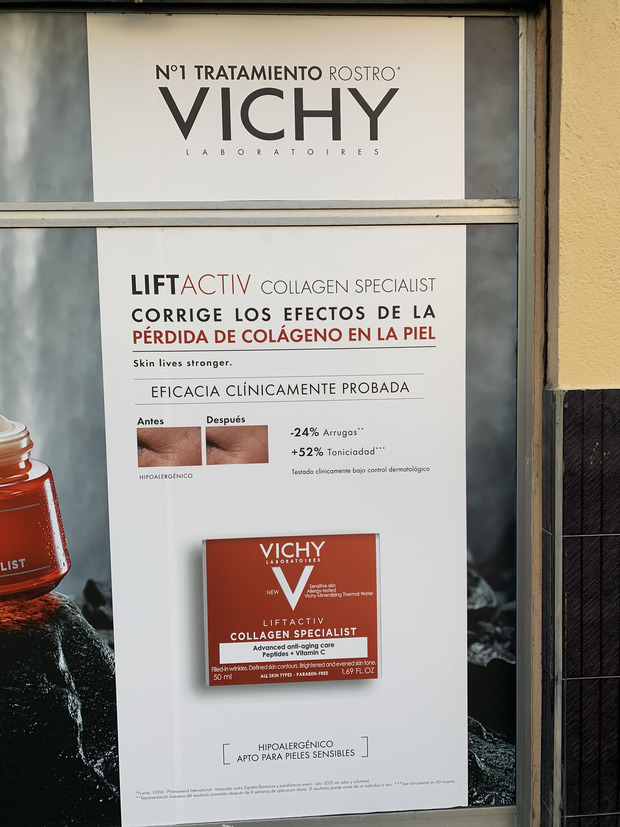 Nº1 TRATAMIENTO ROSTRO*
VICHY
LABORATOIRES
LIFTACTIV COLLAGEN SPECIALIST
CORRIGE LOS EFECTOS DE LA
PÉRDIDA DE COLÁGENO EN LA PIEL
Skin lives stronger.
EFICACIA CLÍNICAMENTE PROBADA
Antes
Después
HIPOALERGÉNICO
-24% Arrugas**
+52% Toniciadad***
Testado clínicamente bajo control dermatológico
LIST
VICHY
LABORATOIRES
V
NEW
Sensitive skin
Allergy tested
Vichy Mineralizing Thermal Water
LIFTACTIV
COLLAGEN SPECIALIST
Advanced anti-aging care
Peptides + Vitamin C
Filled-in wrinkles. Defined skin contours. Brightened and evened skin tone.
50 ml ALL SKIN TYPES - PARABEN-FREE 1.69 FL.OZ
HIPOALERGÉNICO
APTO PARA PIELES SENSIBLES